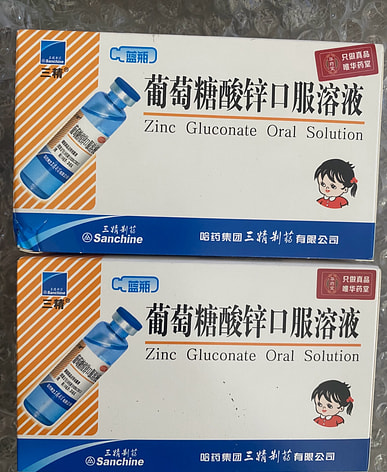 蓝瓶
三精®
葡萄糖酸锌口服溶液
Zinc Gluconate Oral Solution
只做真品
唯华药堂
三精制药
Sanchine
哈药集团三精制药有限公司
蓝瓶
三精®
葡萄糖酸锌口服溶液
Zinc Gluconate Oral Solution
只做真品
唯华药堂
三精制药
Sanchine
哈药集团三精制药有限公司